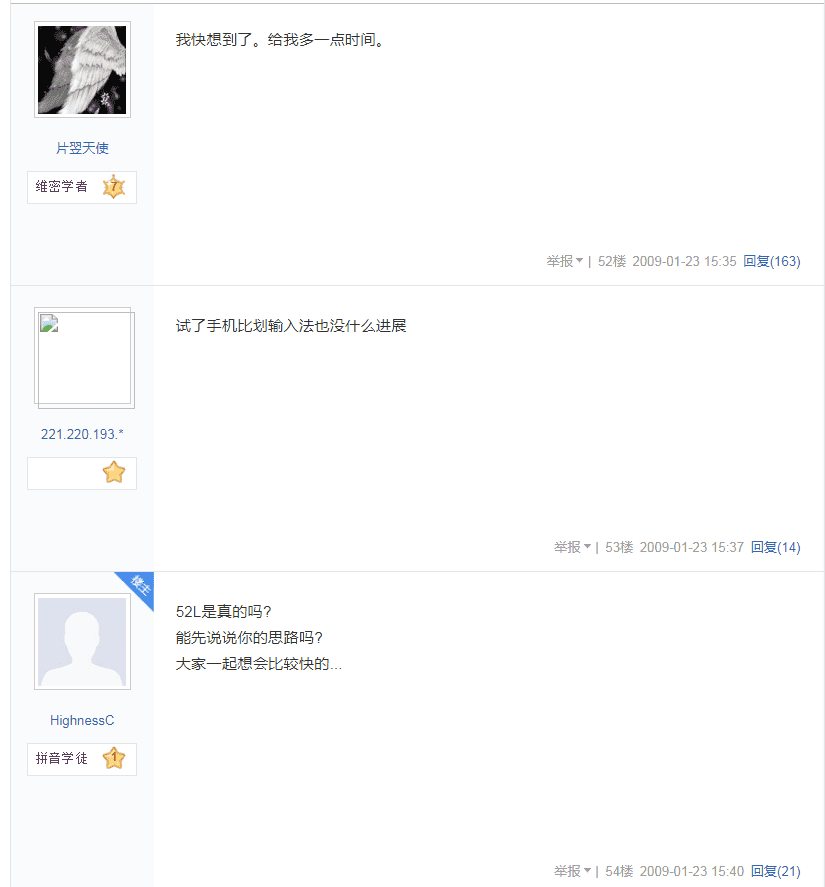 我快想到了。给我多一点时间。
片翌天使
维密学者 7
举报 | 52楼 2009-01-23 15:35 回复(163)
试了手机比划输入法也没什么进展
221.220.193.*
举报 | 53楼 2009-01-23 15:37 回复(14)
楼主
52L是真的吗?
能先说说你的思路吗?
大家一起想会比较快的...
HighnessC
拼音学徒 1
举报 | 54楼 2009-01-23 15:40 回复(21)